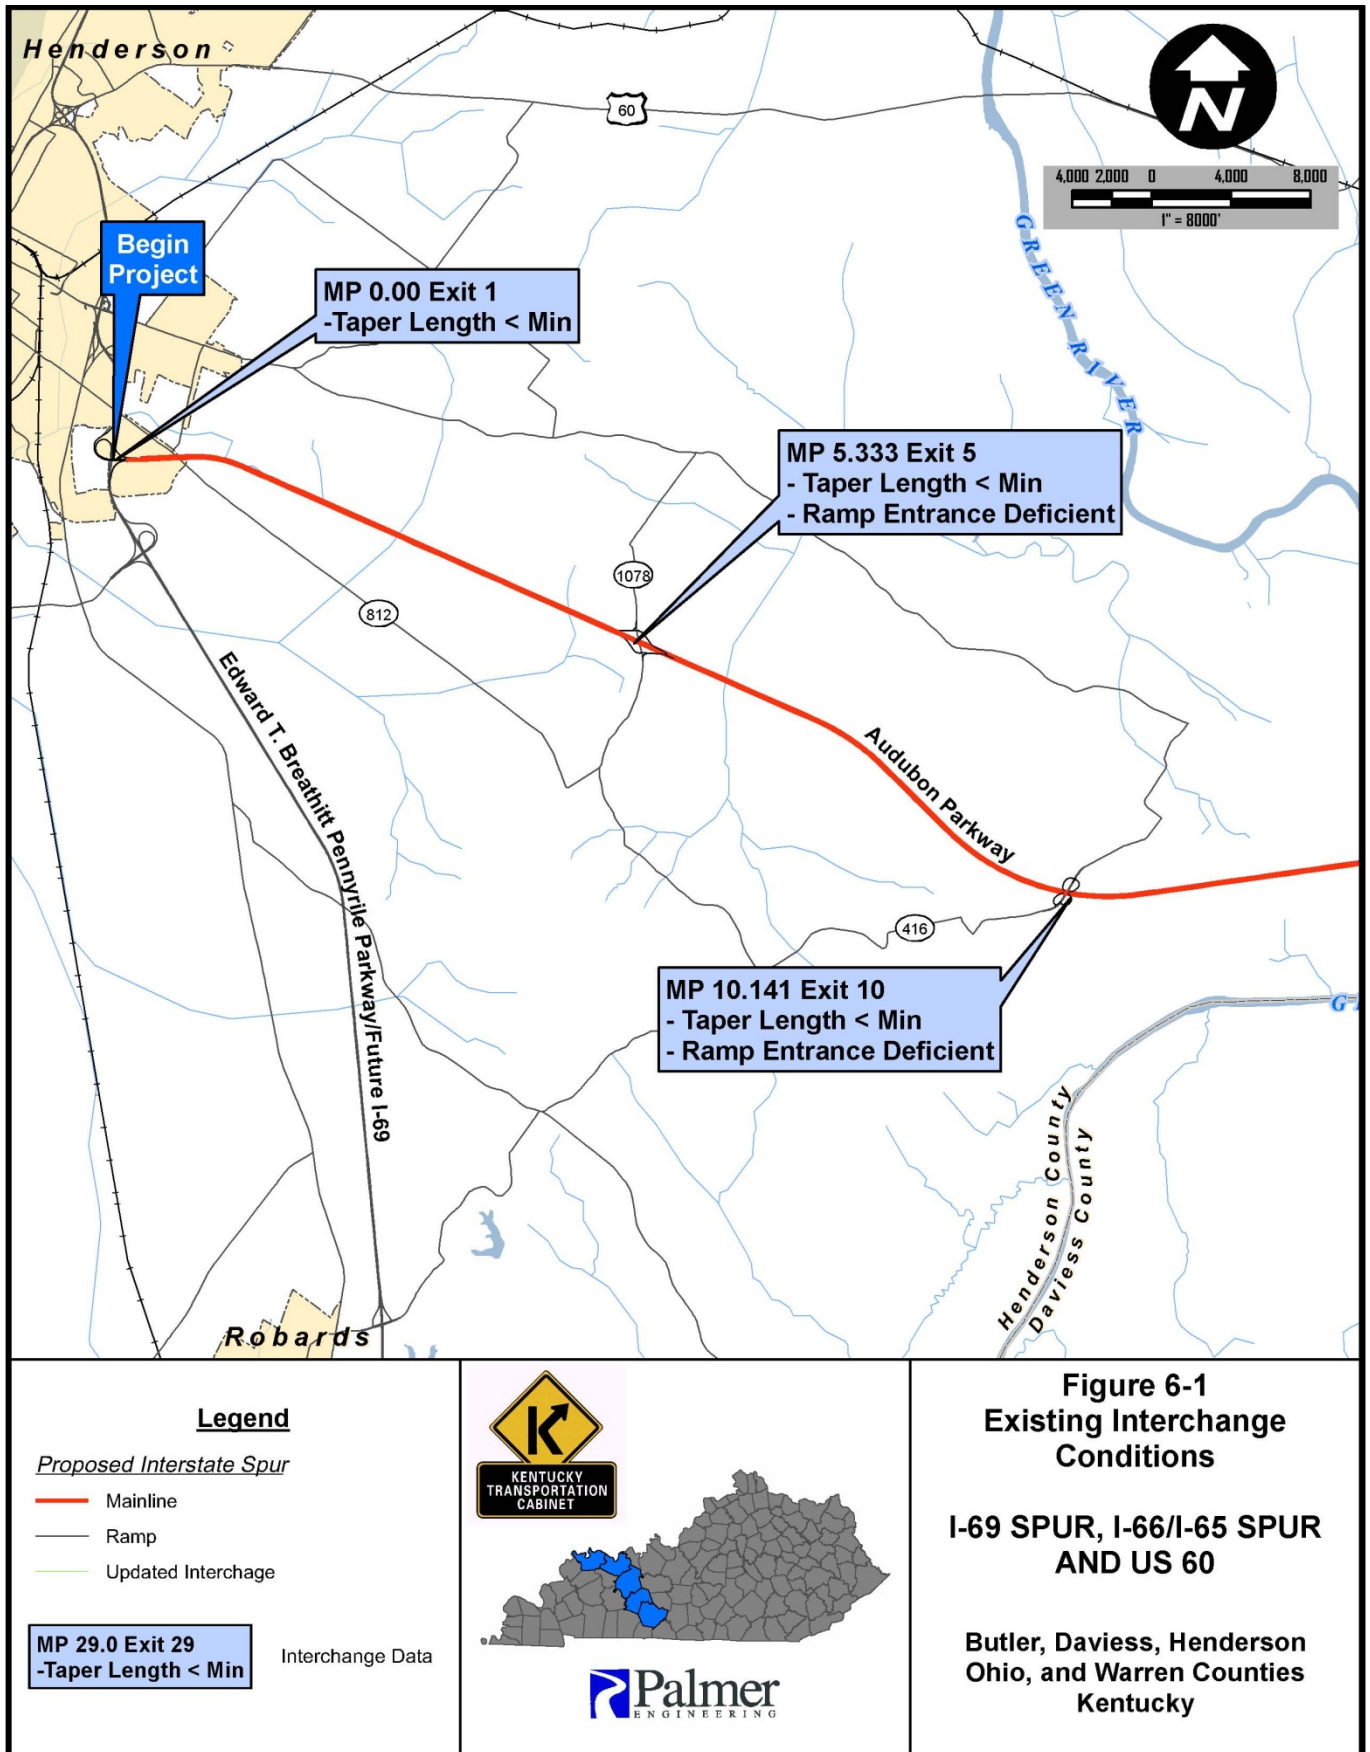 Henderson
60
N
4,000 2,000 0 4,000 8,000
1" = 8000'
GREEN RIVER
Begin
Project
MP 0.00 Exit 1
-Taper Length < Min
MP 5.333 Exit 5
- Taper Length < Min
- Ramp Entrance Deficient
1078
812
Edward T. Breathitt Pennyrile Parkway/Future I-69
Audubon Parkway
416
MP 10.141 Exit 10
- Taper Length < Min
- Ramp Entrance Deficient
G
Henderson County
Daviess County
Robards
Legend
Proposed Interstate Spur
Mainline
Ramp
Updated Interchage
MP 29.0 Exit 29
-Taper Length < Min
Interchange Data
KENTUCKY
TRANSPORTATION
CABINET
Palmer
ENGINEERING
Figure 6-1
Existing Interchange
Conditions
I-69 SPUR, I-66/I-65 SPUR
AND US 60
Butler, Daviess, Henderson
Ohio, and Warren Counties
Kentucky